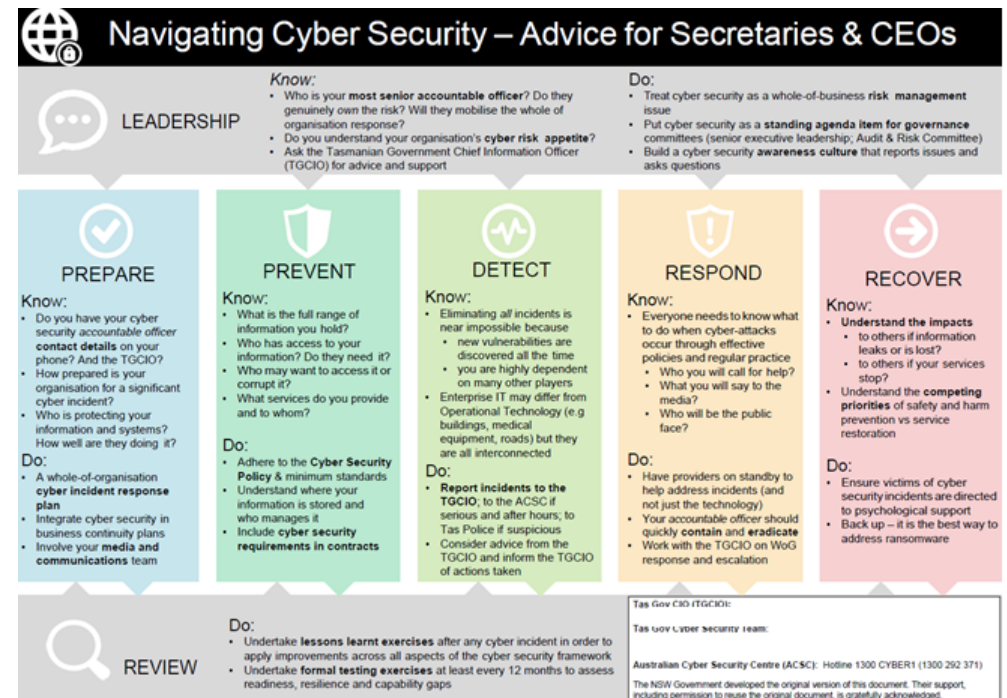 Navigating Cyber Security – Advice for Secretaries & CEOs
LEADERSHIP
Know:
• Who is your most senior accountable officer? Do they
genuinely own the risk? Will they mobilise the whole of
organisation response?
• Do you understand your organisation's cyber risk appetite?
• Ask the Tasmanian Government Chief Information Officer
(TGCIO) for advice and support
Do:
• Treat cyber security as a whole-of-business risk management
issue
• Put cyber security as a standing agenda item for governance
committees (senior executive leadership; Audit & Risk Committee)
• Build a cyber security awareness culture that reports issues and
asks questions
PREPARE
Know:
• Do you have your cyber
security accountable officer
contact details on your
phone? And the TGCIO?
• How prepared is your
organisation for a significant
cyber incident?
• Who is protecting your
information and systems?
How well are they doing it?
Do:
• A whole-of-organisation
cyber incident response
plan
• Integrate cyber security in
business continuity plans
• Involve your media and
communications team
PREVENT
Know:
• What is the full range of
information you hold?
• Who has access to your
information? Do they need it?
• Who may want to access it or
corrupt it?
• What services do you provide
and to whom?
Do:
• Adhere to the Cyber Security
Policy & minimum standards
• Understand where your
information is stored and
who manages it
• Include cyber security
requirements in contracts
DETECT
Know:
• Eliminating all incidents is
near impossible because
• new vulnerabilities are
discovered all the time
• you are highly dependent
on many other players
• Enterprise IT may differ from
Operational Technology (e.g
buildings, medical
equipment, roads) but they
are all interconnected
Do:
• Report incidents to the
TGCIO; to the ACSC if
serious and after hours; to
Tas Police if suspicious
• Consider advice from the
TGCIO and inform the TGCIO
of actions taken
RESPOND
Know:
• Everyone needs to know what
to do when cyber-attacks
occur through effective
policies and regular practice
• Who you will call for help?
• What you will say to the
media?
• Who will be the public
face?
Do:
• Have providers on standby to
help address incidents (and
not just the technology)
• Your accountable officer should
quickly contain and eradicate
• Work with the TGCIO on WoG
response and escalation
RECOVER
Know:
• Understand the impacts
• to others if information
leaks or is lost?
• to others if your services
stop?
• Understand the competing
priorities of safety and harm
prevention vs service
restoration
Do:
• Ensure victims of cyber
security incidents are directed
to psychological support
• Back up – it is the best way to
address ransomware
REVIEW
Do:
• Undertake lessons learnt exercises after any cyber incident in order to
apply improvements across all aspects of the cyber security framework
• Undertake formal testing exercises at least every 12 months to assess
readiness, resilience and capability gaps
Tas Gov CIO (TGCIO):
Tas Gov Cyber Security Team:
Australian Cyber Security Centre (ACSC): Hotline 1300 CYBER1 (1300 292 371)
The NSW Government developed the original version of this document. Their support,
including permission to reuse the original document, is gratefully acknowledged.